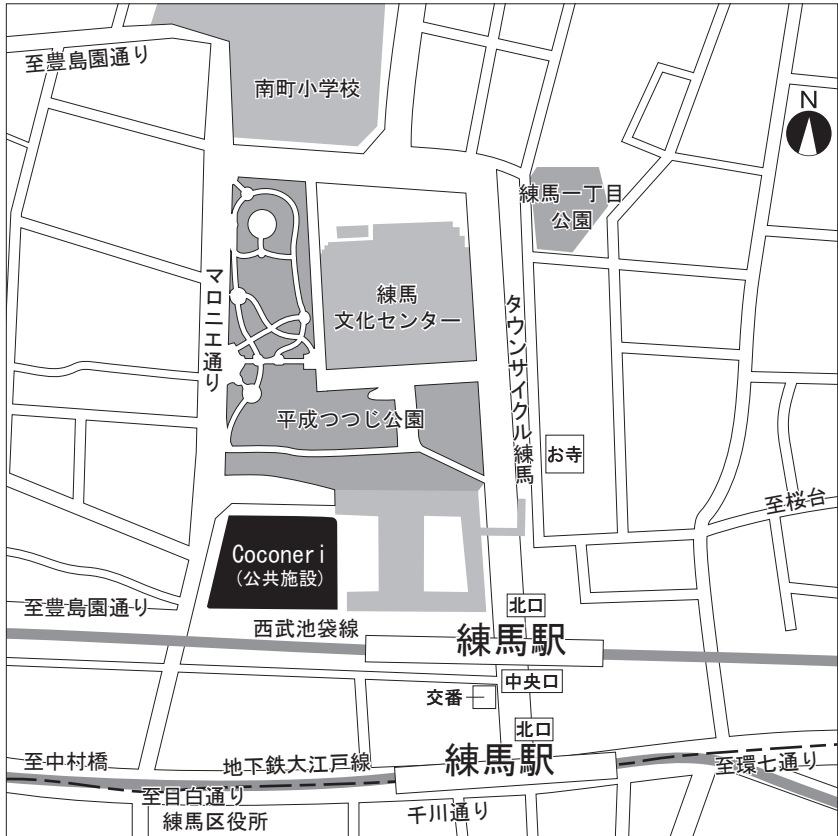 至豊島園通り
南町小学校
N
練馬一丁目
公園
マロニエ通り
練馬
文化センター
タウンサイクル練馬
平成つつじ公園
お寺
至桜台
Coconeri
(公共施設)
至豊島園通り
北口
西武池袋線
練馬駅
中央口
交番
北口
至中村橋
地下鉄大江戸線
練馬駅
至環七通り
至目白通り
千川通り
練馬区役所